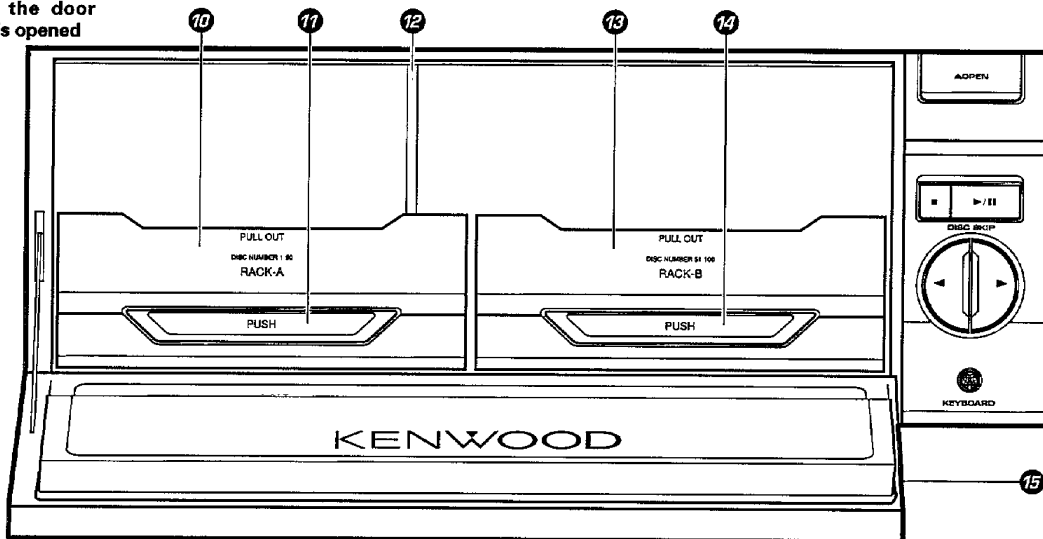 the door
's opened
10 11 12 13 14
▲OPEN
■ ►/II
DISC SKIP
◄ ►
PULL OUT
DISC NUMBER 1 50
RACK-A
PUSH
PULL OUT
DISC NUMBER 51 100
RACK-B
PUSH
KEYBOARD
KENWOOD
15